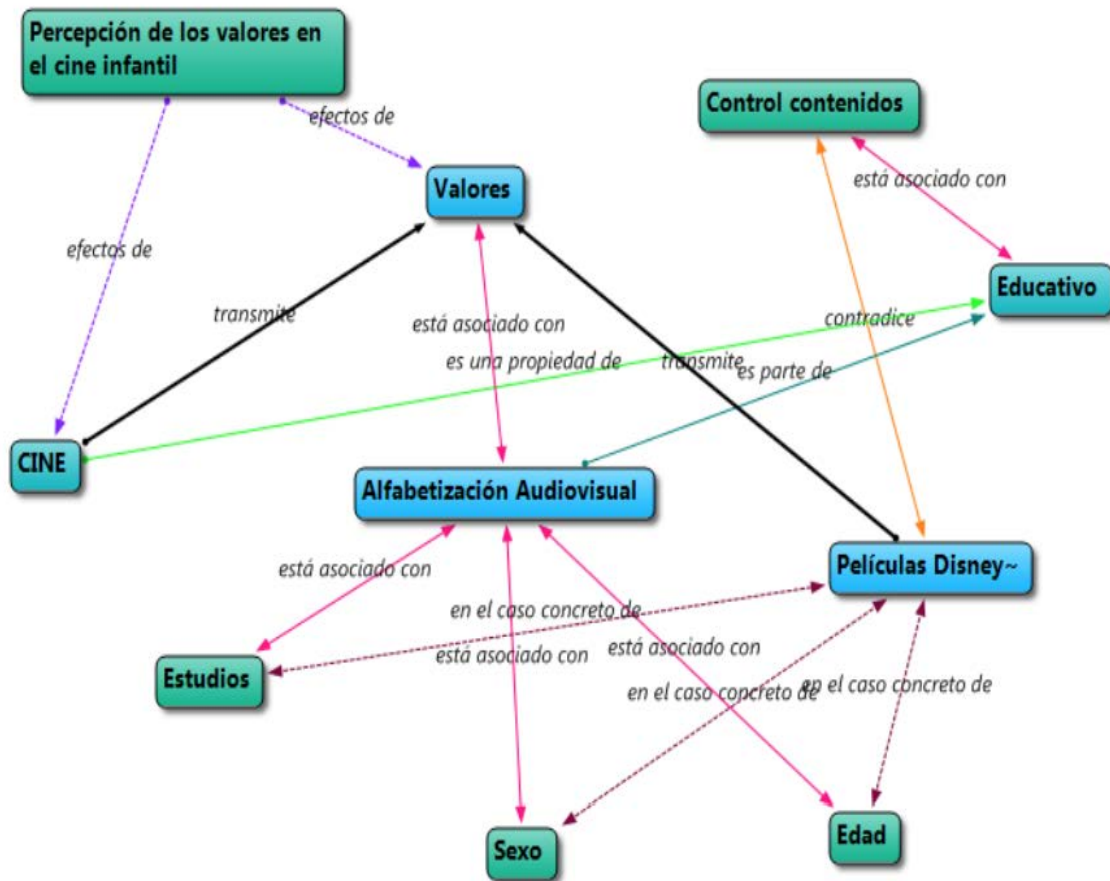 Percepción de los valores en
el cine infantil
Control contenidos
efectos de
está asociado con
Valores
efectos de
Educativo
transmite
contradice
está asociado con
es una propiedad de
transmite
es parte de
CINE
Alfabetización Audiovisual
Películas Disney~
está asociado con
en el caso concreto de
está asociado con
está asociado con
Estudios
en el caso concreto de
en el caso concreto de
Sexo
Edad